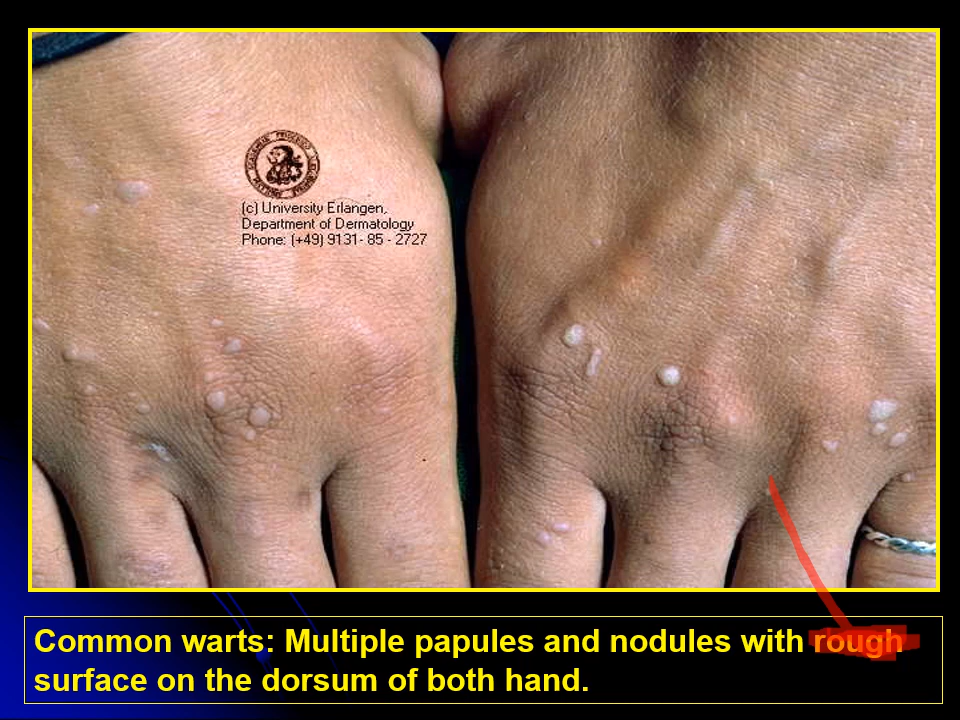 (c) University Erlangen,
Department of Dermatology
Phone: (+49) 9131- 85 - 2727
Common warts: Multiple papules and nodules with rough
surface on the dorsum of both hand.